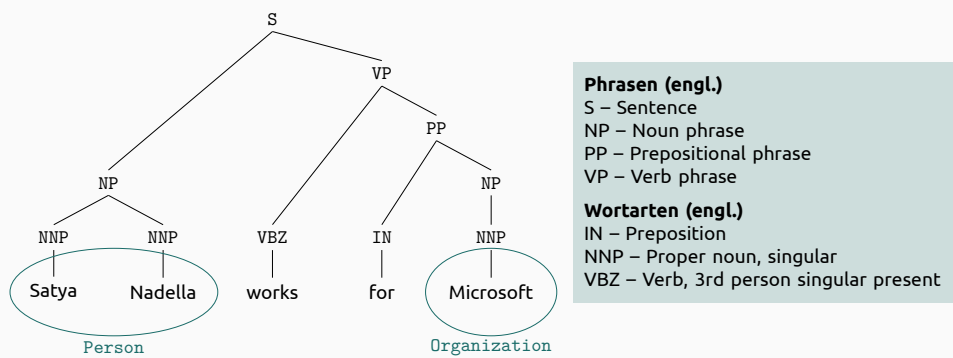 S
VP
PP
NP NP
NNP NNP VBZ IN NNP
Satya Nadella works for Microsoft
Person Organization
Phrasen (engl.)
S – Sentence
NP – Noun phrase
PP – Prepositional phrase
VP – Verb phrase
Wortarten (engl.)
IN – Preposition
NNP – Proper noun, singular
VBZ – Verb, 3rd person singular present